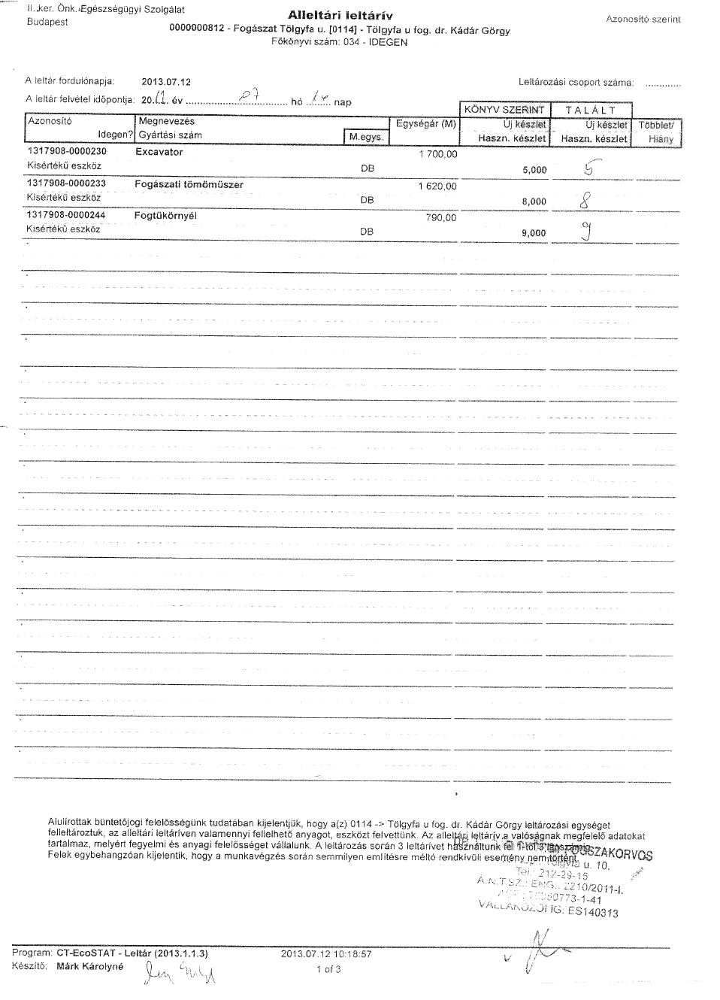 II. ker. Önk. Egészségügyi Szolgálat
Budapest
Alleltári leltárív
Azonosító szerint
0000000812 - Fogászat Tölgyfa u. [0114] - Tölgyfa u fog. dr. Kádár Görgy
Főkönyvi szám: 034 - IDEGEN
A leltár fordulónapja: 2013.07.12
Leltározási csoport száma: .............
A leltár felvétel időpontja: 20 év 07 hó nap
KÖNYV SZERINT TALÁLT
Azonosító Megnevezés Egységár (M) Új készlet Új készlet Többlet/
Idegen? Gyártási szám M.egys. Haszn. készlet Haszn. készlet Hiány
1317908-0000230 Excavator 1 700,00
Kisértékű eszköz DB 5,000 5
1317908-0000233 Fogászati tömőműszer 1 620,00
Kisértékű eszköz DB 8,000 8
1317908-0000244 Fogtükörnyél 790,00
Kisértékű eszköz DB 9,000 9
Alulírottak büntetőjogi felelősségünk tudatában kijelentjük, hogy a(z) 0114 -> Tölgyfa u fog. dr. Kádár Görgy leltározási egységet
felleltároztuk, az alleltári leltáríven valamennyi fellelhető anyagot, eszközt felvettünk. Az alleltári leltárív a valóságnak megfelelő adatokat
tartalmaz, melyért fegyelmi és anyagi felelősséget vállalunk. A leltározás során 3 leltárívet használtunk fel 1-től 3 lapszámig.
Felek egybehangzóan kijelentik, hogy a munkavégzés során semmilyen említésre méltó rendkívüli esemény nem történt.
FOGSZAKORVOS
Tölgyfa u. 10.
Tel.: 212-29-15
Á.N.T.SZ.: ENG.: 2210/2011-I.
0773-1-41
VÁLLALKOZÓI IG: ES140313
Program: CT-EcoSTAT - Leltár (2013.1.1.3) 2013.07.12 10:18:57
Készítő: Márk Károlyné 1 of 3